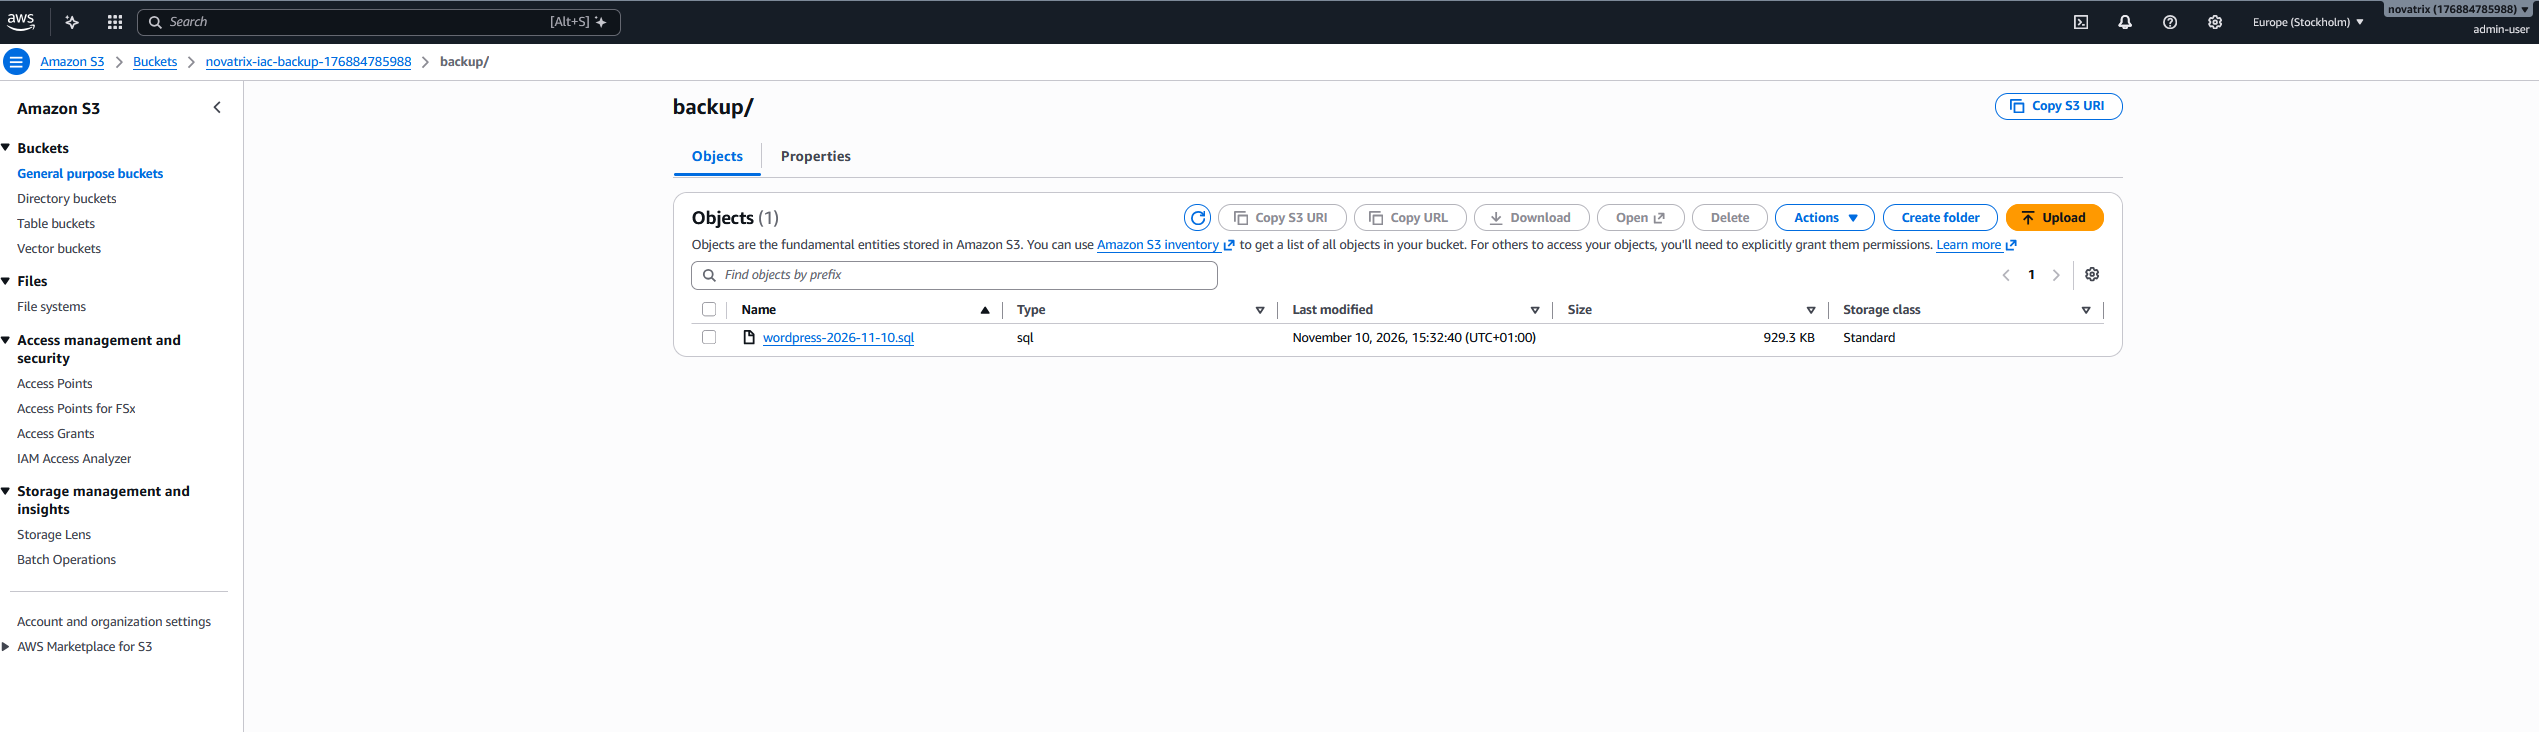 aws
Search [Alt+S]
Europe (Stockholm)
novatrix (176884785988)
admin-user
Amazon S3
Buckets
novatrix-iac-backup-176884785988
backup/
Amazon S3
Buckets
General purpose buckets
Directory buckets
Table buckets
Vector buckets
Files
File systems
Access management and
security
Access Points
Access Points for FSx
Access Grants
IAM Access Analyzer
Storage management and
insights
Storage Lens
Batch Operations
Account and organization settings
AWS Marketplace for S3
backup/
Copy S3 URI
Objects
Properties
Objects (1)
Copy S3 URI
Copy URL
Download
Open
Delete
Actions
Create folder
Upload
Objects are the fundamental entities stored in Amazon S3. You can use Amazon S3 inventory to get a list of all objects in your bucket. For others to access your objects, you'll need to explicitly grant them permissions. Learn more
Find objects by prefix
1
Name Type Last modified Size Storage class
wordpress-2026-11-10.sql sql November 10, 2026, 15:32:40 (UTC+01:00) 929.3 KB Standard